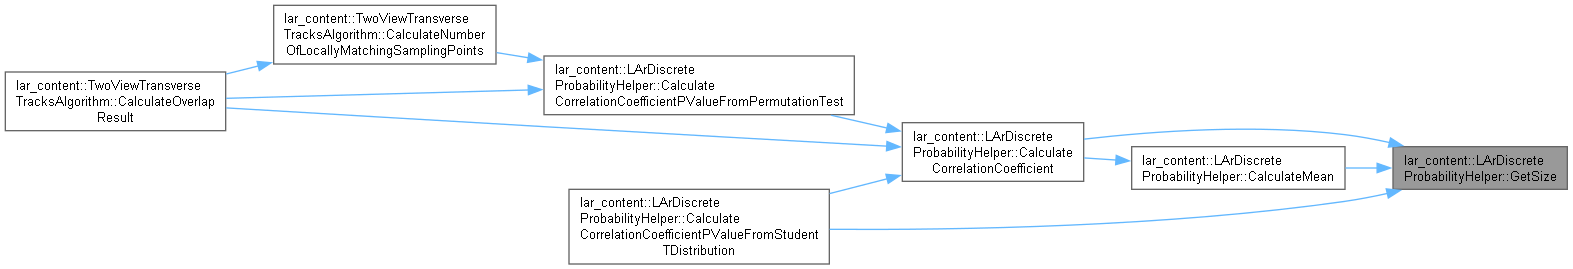 lar_content::TwoViewTransverse
TracksAlgorithm::CalculateOverlap
Result
lar_content::TwoViewTransverse
TracksAlgorithm::CalculateNumber
OfLocallyMatchingSamplingPoints
lar_content::LArDiscrete
ProbabilityHelper::Calculate
CorrelationCoefficientPValueFromPermutationTest
lar_content::LArDiscrete
ProbabilityHelper::Calculate
CorrelationCoefficientPValueFromStudent
TDistribution
lar_content::LArDiscrete
ProbabilityHelper::Calculate
CorrelationCoefficient
lar_content::LArDiscrete
ProbabilityHelper::CalculateMean
lar_content::LArDiscrete
ProbabilityHelper::GetSize